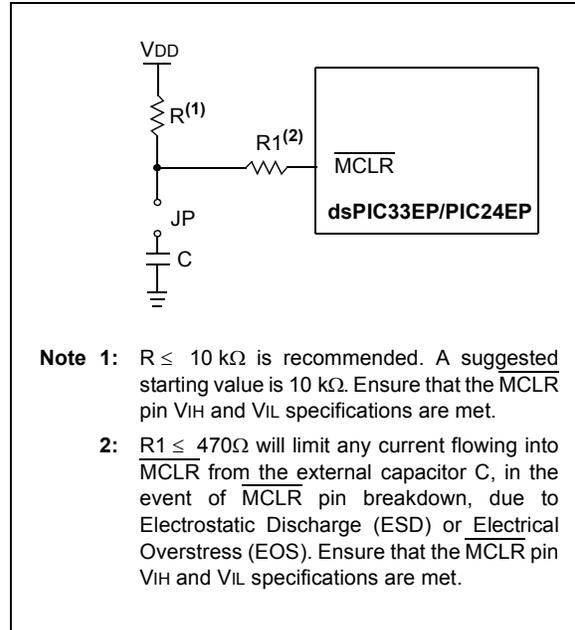 VDD
R(1)
R1(2)
MCLR
JP
dsPIC33EP/PIC24EP
C
Note 1: R ≤ 10 kΩ is recommended. A suggested
starting value is 10 kΩ. Ensure that the MCLR
pin VIH and VIL specifications are met.
2: R1 ≤ 470Ω will limit any current flowing into
MCLR from the external capacitor C, in the
event of MCLR pin breakdown, due to
Electrostatic Discharge (ESD) or Electrical
Overstress (EOS). Ensure that the MCLR pin
VIH and VIL specifications are met.